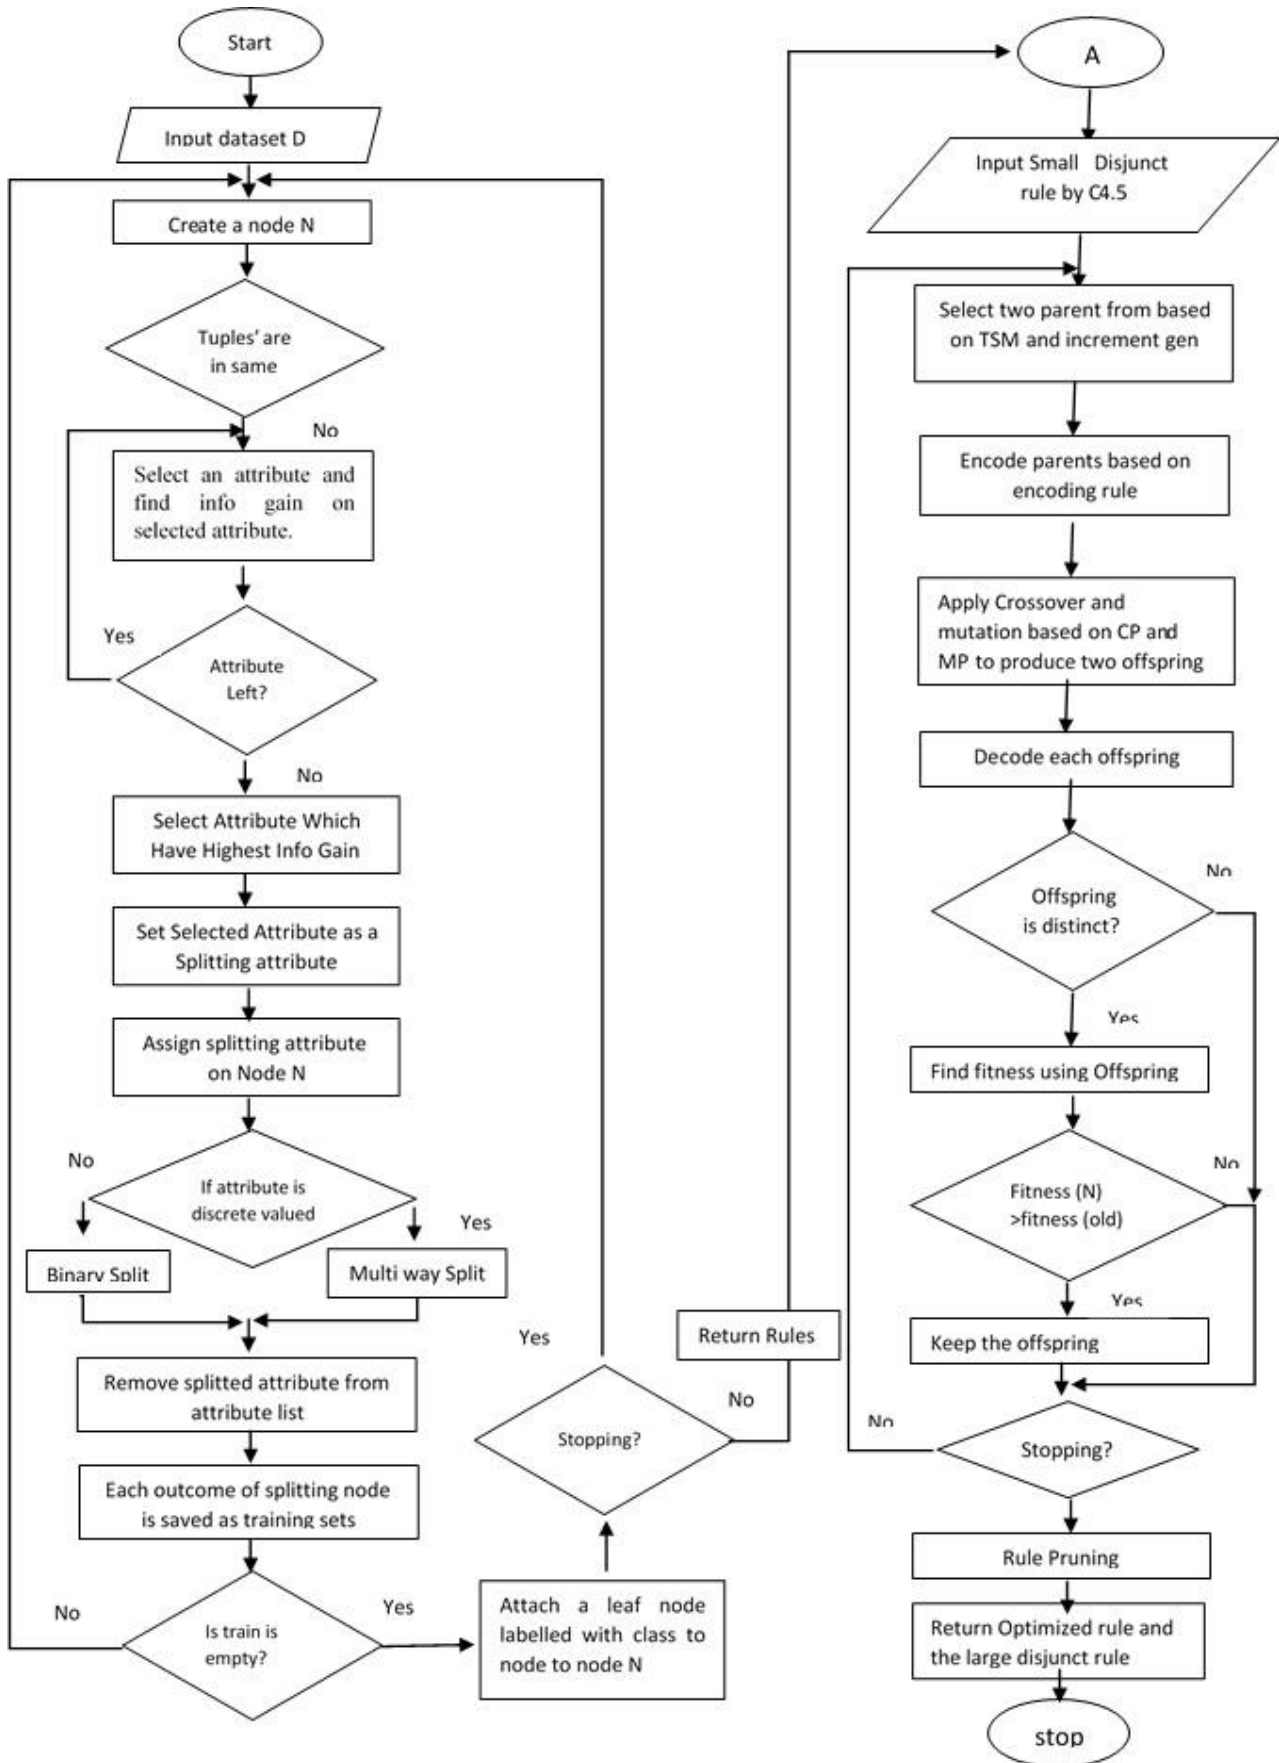 Start
Input dataset D
Create a node N
Tuples' are
in same
No
Select an attribute and
find info gain on
selected attribute.
Yes
Attribute
Left?
No
Select Attribute Which
Have Highest Info Gain
Set Selected Attribute as a
Splitting attribute
Assign splitting attribute
on Node N
No
If attribute is
discrete valued
Yes
Binary Split
Multi way Split
Remove splitted attribute from
attribute list
Each outcome of splitting node
is saved as training sets
No
Is train is
empty?
Yes
Attach a leaf node
labelled with class to
node to node N
Yes
Stopping?
No
Return Rules
A
Input Small Disjunct
rule by C4.5
Select two parent from based
on TSM and increment gen
Encode parents based on
encoding rule
Apply Crossover and
mutation based on CP and
MP to produce two offspring
Decode each offspring
No
Offspring
is distinct?
Yes
Find fitness using Offspring
No
Fitness (N)
>fitness (old)
Yes
Keep the offspring
No
Stopping?
Rule Pruning
Return Optimized rule and
the large disjunct rule
stop